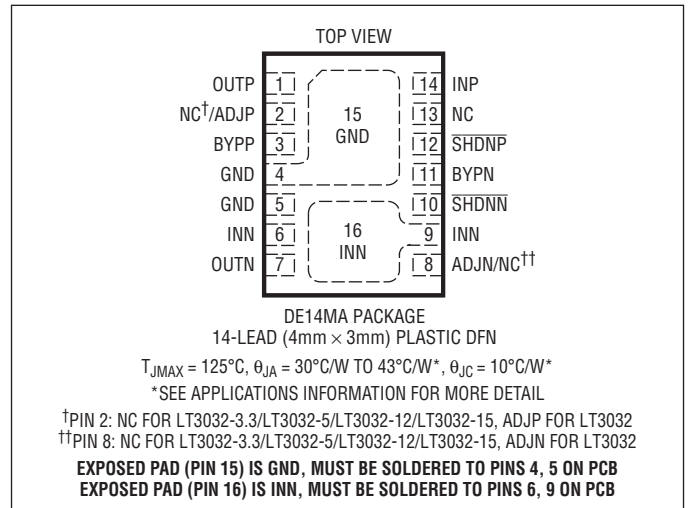 TOP VIEW
OUTP 1 14 INP
NC†/ADJP 2 15 13 NC
BYPP 3 GND 12 SHDNP
GND 4 11 BYPN
GND 5 10 SHDNN
INN 6 16 9 INN
OUTN 7 INN 8 ADJN/NC††
DE14MA PACKAGE
14-LEAD (4mm × 3mm) PLASTIC DFN
TJMAX = 125°C, θJA = 30°C/W TO 43°C/W*, θJC = 10°C/W*
*SEE APPLICATIONS INFORMATION FOR MORE DETAIL
†PIN 2: NC FOR LT3032-3.3/LT3032-5/LT3032-12/LT3032-15, ADJP FOR LT3032
††PIN 8: NC FOR LT3032-3.3/LT3032-5/LT3032-12/LT3032-15, ADJN FOR LT3032
EXPOSED PAD (PIN 15) IS GND, MUST BE SOLDERED TO PINS 4, 5 ON PCB
EXPOSED PAD (PIN 16) IS INN, MUST BE SOLDERED TO PINS 6, 9 ON PCB